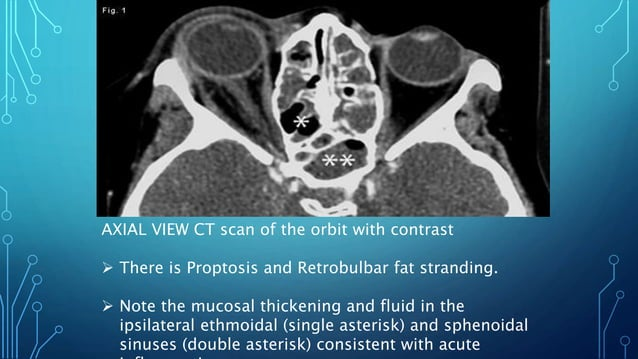 Fig. 1
*
**
AXIAL VIEW CT scan of the orbit with contrast
➢ There is Proptosis and Retrobulbar fat stranding.
➢ Note the mucosal thickening and fluid in the
ipsilateral ethmoidal (single asterisk) and sphenoidal
sinuses (double asterisk) consistent with acute